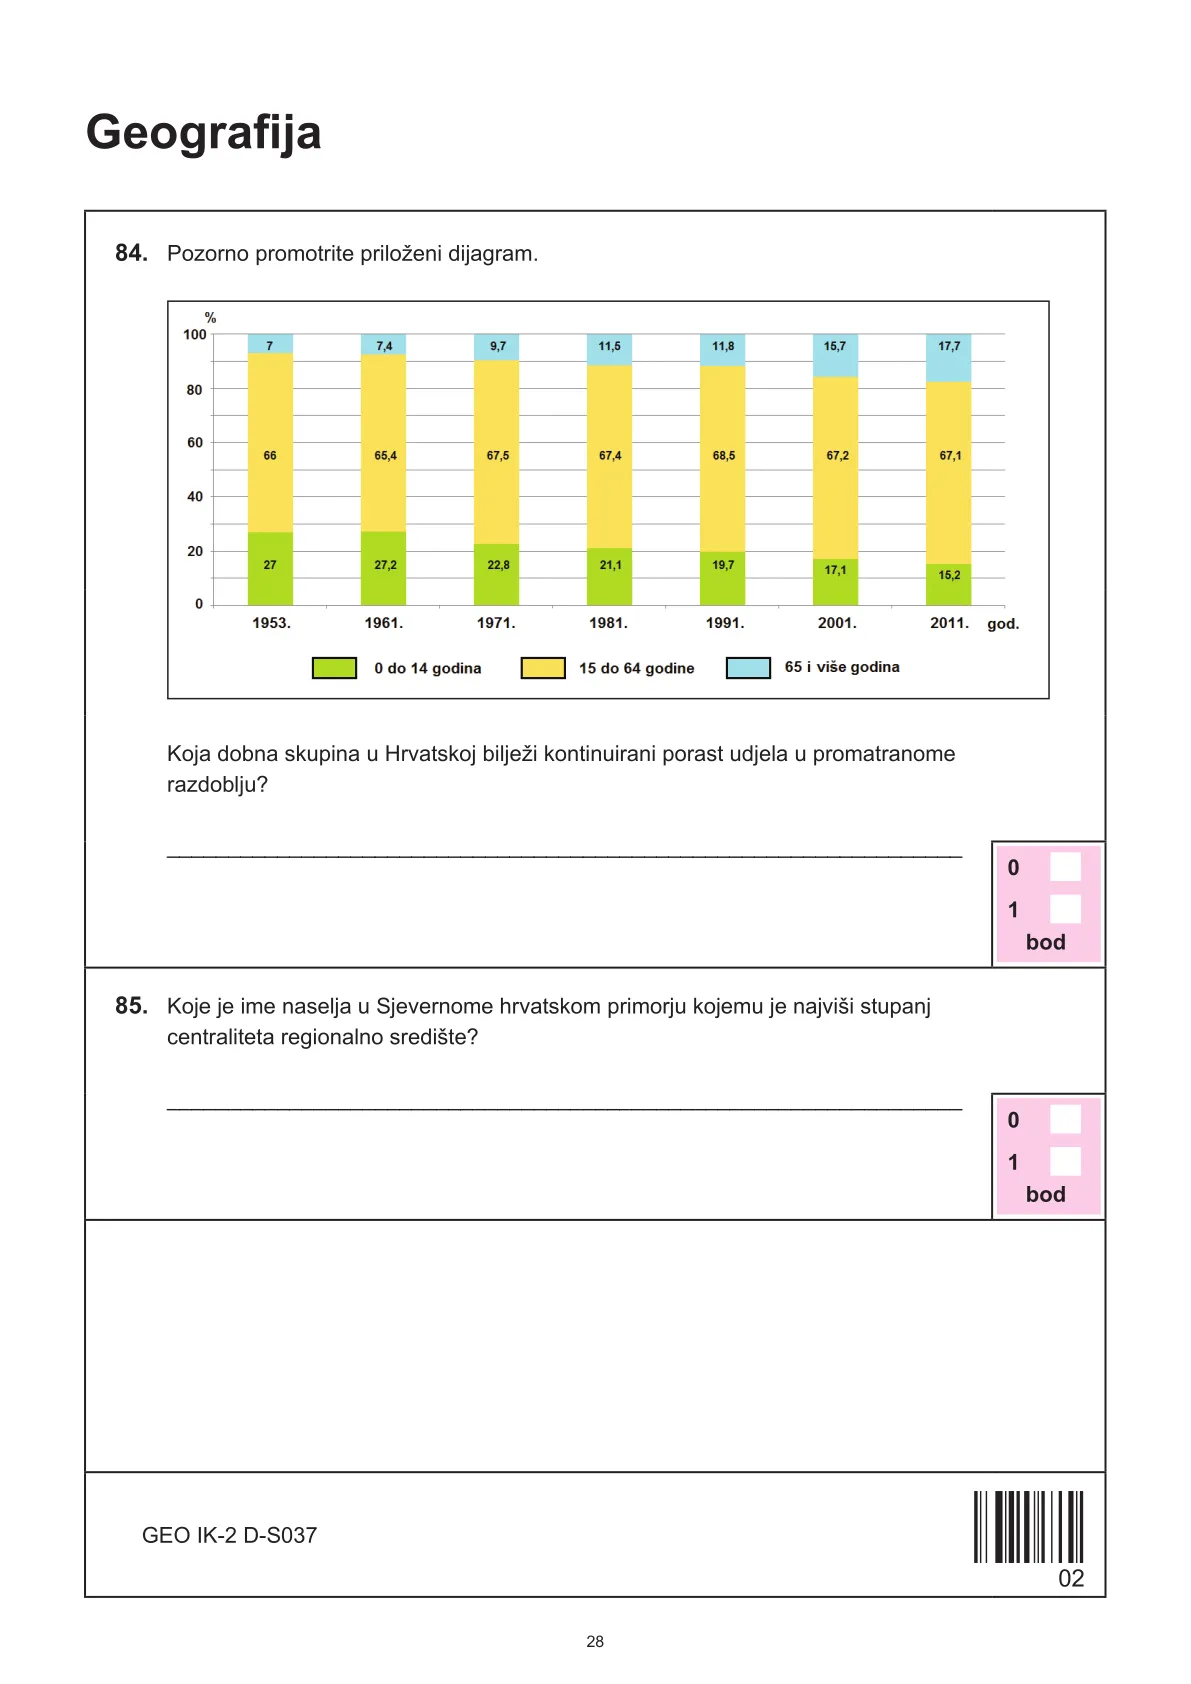 Geografija
84. Pozorno promotrite priloženi dijagram.
%
100
80
60
40
20
0
7 7,4 9,7 11,5 11,8 15,7 17,7
66 65,4 67,5 67,4 68,5 67,2 67,1
27 27,2 22,8 21,1 19,7 17,1 15,2
1953. 1961. 1971. 1981. 1991. 2001. 2011. god.
0 do 14 godina 15 do 64 godine 65 i više godina
Koja dobna skupina u Hrvatskoj bilježi kontinuirani porast udjela u promatranome
razdoblju?
0
1
bod
85. Koje je ime naselja u Sjevernome hrvatskom primorju kojemu je najviši stupanj
centraliteta regionalno središte?
0
1
bod
GEO IK-2 D-S037
02
28